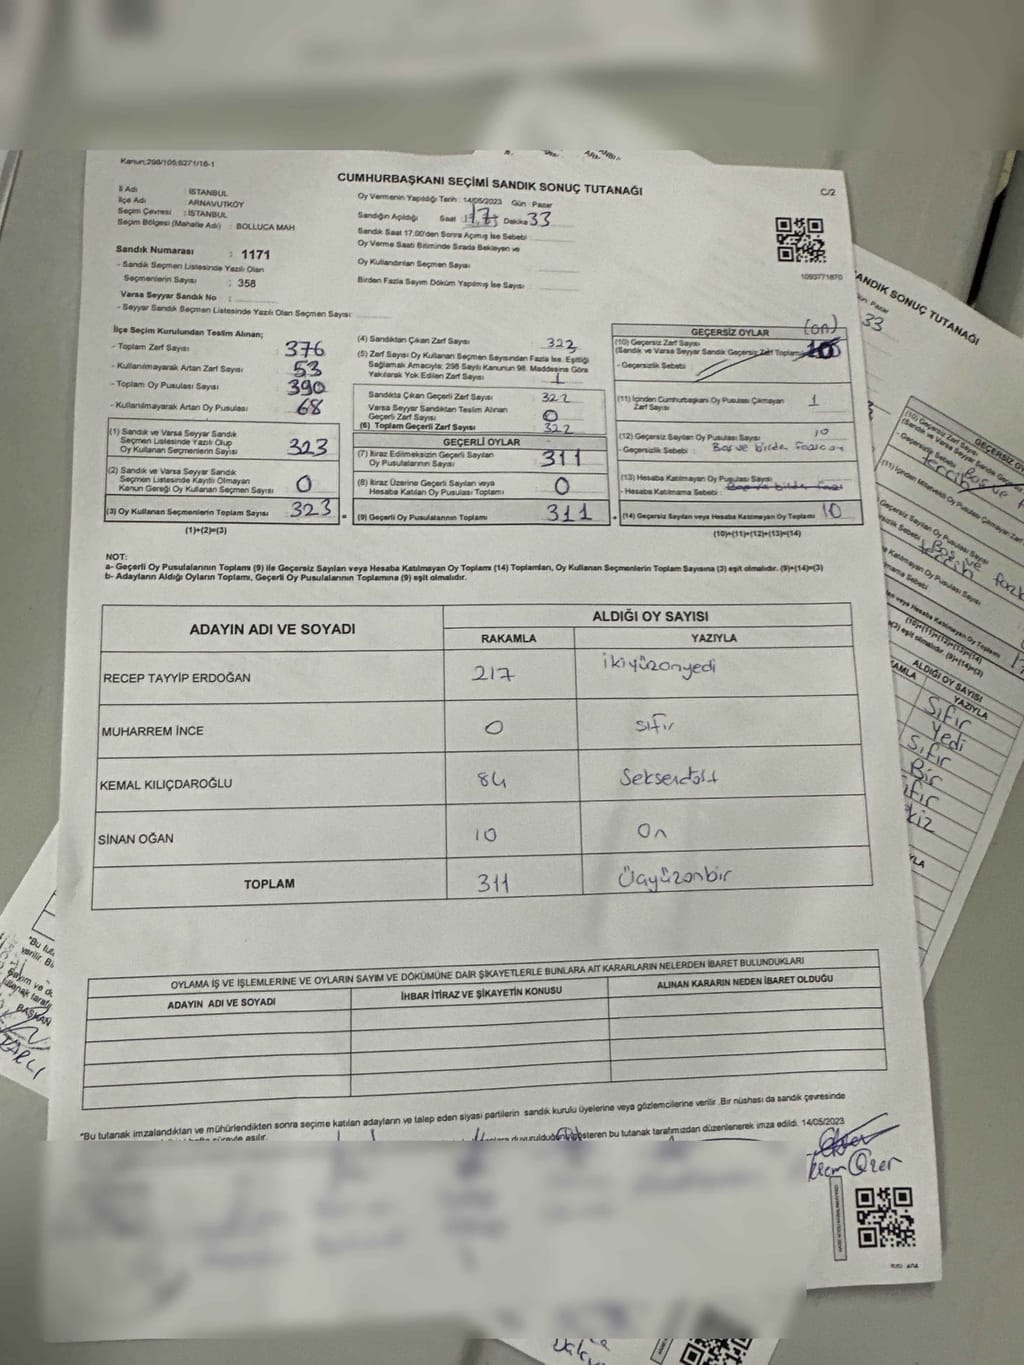 Kanun;298/105;6271/16-1
CUMHURBAŞKANI SEÇİMİ SANDIK SONUÇ TUTANAĞI
C/2
İl Adı : İSTANBUL
İlçe Adı : ARNAVUTKÖY
Seçim Çevresi : İSTANBUL
Seçim Bölgesi (Mahalle Adı) : BOLLUCA MAH
Sandık Numarası : 1171
- Sandık Seçmen Listesinde Yazılı Olan
Seçmenlerin Sayısı : 358
Varsa Seyyar Sandık No :
- Seyyar Sandık Seçmen Listesinde Yazılı Olan Seçmen Sayısı:
Oy Vermenin Yapıldığı Tarih : 14/05/2023 Gün : Pazar
Sandığın Açıldığı Saat 17 Dakika 33
Sandık Saat 17.00'den Sonra Açmış İse Sebebi
Oy Verme Saati Bitiminde Sırada Bekleyen ve
Oy Kullandırılan Seçmen Sayısı
Birden Fazla Sayım Döküm Yapılmış İse Sayısı :
1093771870
İlçe Seçim Kurulundan Teslim Alınan;
- Toplam Zarf Sayısı 376
- Kullanılmayarak Artan Zarf Sayısı 53
- Toplam Oy Pusulası Sayısı 390
- Kullanılmayarak Artan Oy Pusulası 68
(1) Sandık ve Varsa Seyyar Sandık
Seçmen Listesinde Yazılı Olup
Oy Kullanan Seçmenlerin Sayısı 323
(2) Sandık ve Varsa Seyyar Sandık
Seçmen Listesinde Kayıtlı Olmayan
Kanun Gereği Oy Kullanan Seçmen Sayısı 0
(3) Oy Kullanan Seçmenlerin Toplam Sayısı 323 =
(1)+(2)=(3)
(4) Sandıktan Çıkan Zarf Sayısı 323
(5) Zarf Sayısı Oy Kullanan Seçmen Sayısından Fazla İse, Eşitliği
Sağlamak Amacıyla; 298 Sayılı Kanunun 98. Maddesine Göre
Yakılarak Yok Edilen Zarf Sayısı 1
Sandıkta Çıkan Geçerli Zarf Sayısı 322
Varsa Seyyar Sandıktan Teslim Alınan
Geçerli Zarf Sayısı 0
(6) Toplam Geçerli Zarf Sayısı 322
GEÇERLİ OYLAR
(7) İtiraz Edilmeksizin Geçerli Sayılan
Oy Pusulalarının Sayısı 311
(8) İtiraz Üzerine Geçerli Sayılan veya
Hesaba Katılan Oy Pusulası Toplamı 0
(9) Geçerli Oy Pusulalarının Toplamı 311 +
GEÇERSİZ OYLAR (on)
(10) Geçersiz Zarf Sayısı
(Sandık ve Varsa Seyyar Sandık Geçersiz Zarf Toplamı) 10
- Geçersizlik Sebebi :
(11) İçinden Cumhurbaşkanı Oy Pusulası Çıkmayan
Zarf Sayısı 1
(12) Geçersiz Sayılan Oy Pusulası Sayısı 10
- Geçersizlik Sebebi : Boş ve birden
(13) Hesaba Katılmayan Oy Pusulası Sayısı
- Hesaba Katılmama Sebebi :
(14) Geçersiz Sayılan veya Hesaba Katılmayan Oy Toplamı 10
(10)+(11)+(12)+(13)=(14)
NOT:
a- Geçerli Oy Pusulalarının Toplamı (9) ile Geçersiz Sayılan veya Hesaba Katılmayan Oy Toplamı (14) Toplamları, Oy Kullanan Seçmenlerin Toplam Sayısına (3) eşit olmalıdır. (9)+(14)=(3)
b- Adayların Aldığı Oyların Toplamı, Geçerli Oy Pusulalarının Toplamına (9) eşit olmalıdır.
ADAYIN ADI VE SOYADI ALDIĞI OY SAYISI
RAKAMLA YAZIYLA
RECEP TAYYİP ERDOĞAN 217 ikiyüzonyedi
MUHARREM İNCE 0 sıfır
KEMAL KILIÇDAROĞLU 84 Seksendört
SİNAN OĞAN 10 On
TOPLAM 311 Üçyüzonbir
OYLAMA İŞ VE İŞLEMLERİNE VE OYLARIN SAYIM VE DÖKÜMÜNE DAİR ŞİKAYETLERLE BUNLARA AİT KARARLARIN NELERDEN İBARET BULUNDUKLARI
ADAYIN ADI VE SOYADI İHBAR İTİRAZ VE ŞİKAYETİN KONUSU ALINAN KARARIN NEDEN İBARET OLDUĞU
*Bu tutanak imzalandıktan ve mühürlendikten sonra seçime katılan adayların ve talep eden siyasi partilerin sandık kurulu üyelerine veya gözlemcilerine verilir .Bir nüshası da sandık çevresinde
gösteren bu tutanak tarafımızdan düzenlenerek imza edildi. 14/05/2023
ANDIK SONUÇ TUTANAĞI
Gün : Pazar
33
GEÇERSİZ
ALDIĞI OY SAYISI
YAZIYLA
Sıfır
Yedi
Sıfır
Bir
BAŞKAN